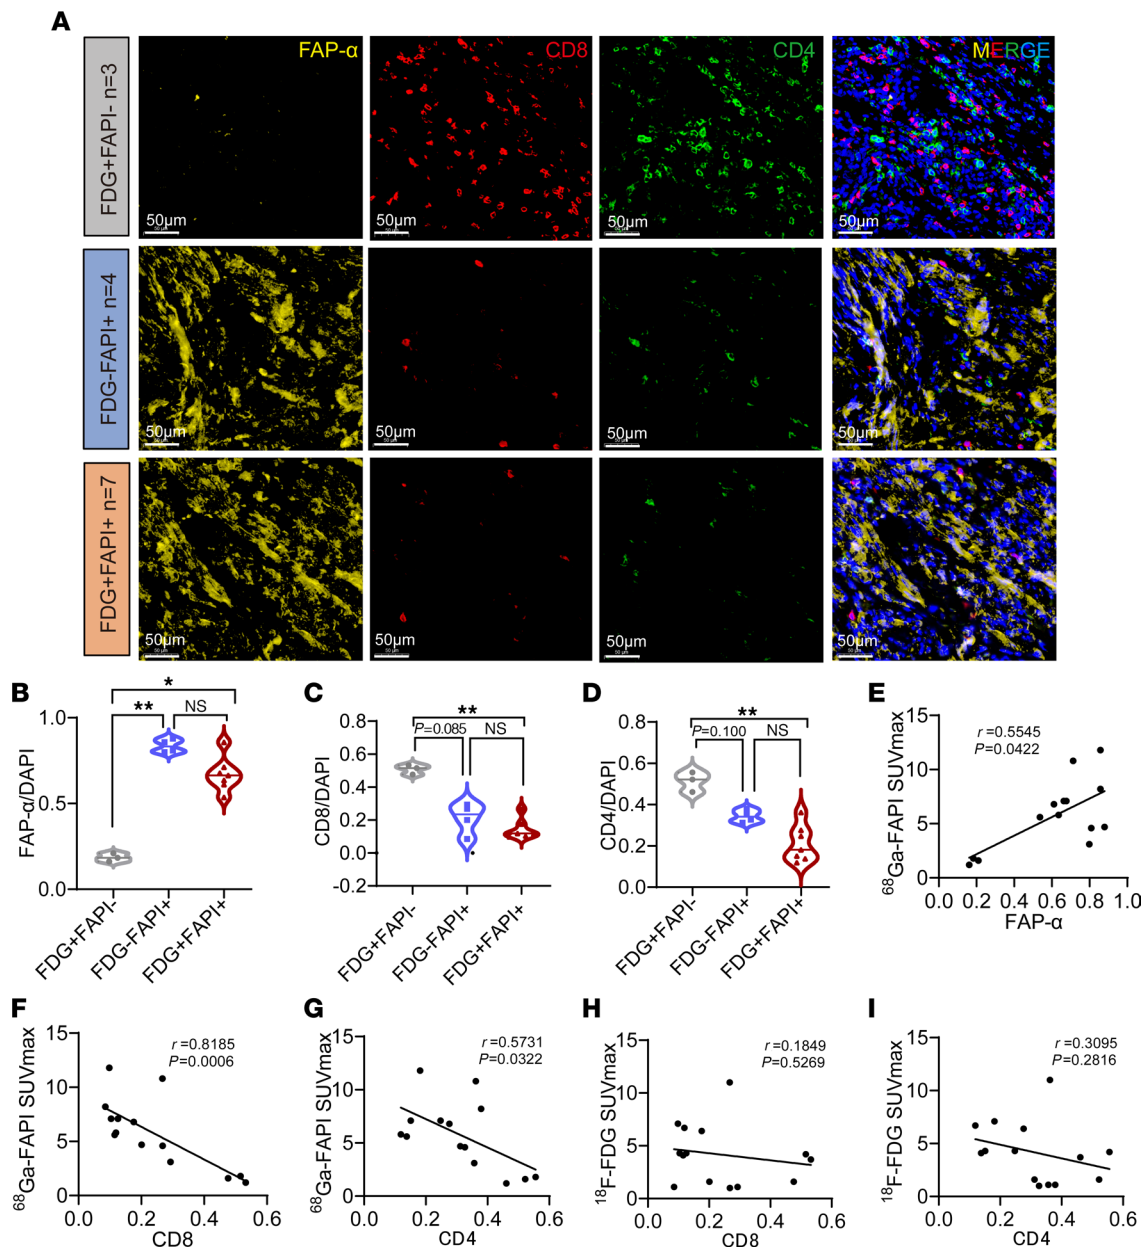 A
FDG+FAPI- n=3
FAP-α
CD8
CD4
MERGE
50μm
50μm
50μm
50μm
FDG-FAPI+ n=4
50μm
50μm
50μm
50μm
FDG+FAPI+ n=7
50μm
50μm
50μm
50μm
B
FAP-α/DAPI
1.0
0.5
0.0
*
**
NS
FDG+FAPI-
FDG-FAPI+
FDG+FAPI+
C
CD8/DAPI
0.8
0.6
0.4
0.2
0.0
-0.2
**
P=0.085
NS
FDG+FAPI-
FDG-FAPI+
FDG+FAPI+
D
CD4/DAPI
0.8
0.6
0.4
0.2
0.0
**
P=0.100
NS
FDG+FAPI-
FDG-FAPI+
FDG+FAPI+
E
68Ga-FAPI SUVmax
15
10
5
0
r =0.5545
P=0.0422
0.0 0.2 0.4 0.6 0.8 1.0
FAP-α
F
68Ga-FAPI SUVmax
15
10
5
0
r =0.8185
P=0.0006
0.0 0.2 0.4 0.6
CD8
G
68Ga-FAPI SUVmax
15
10
5
0
r =0.5731
P=0.0322
0.0 0.2 0.4 0.6
CD4
H
18F-FDG SUVmax
15
10
5
0
r =0.1849
P=0.5269
0.0 0.2 0.4 0.6
CD8
I
18F-FDG SUVmax
15
10
5
0
r =0.3095
P=0.2816
0.0 0.2 0.4 0.6
CD4